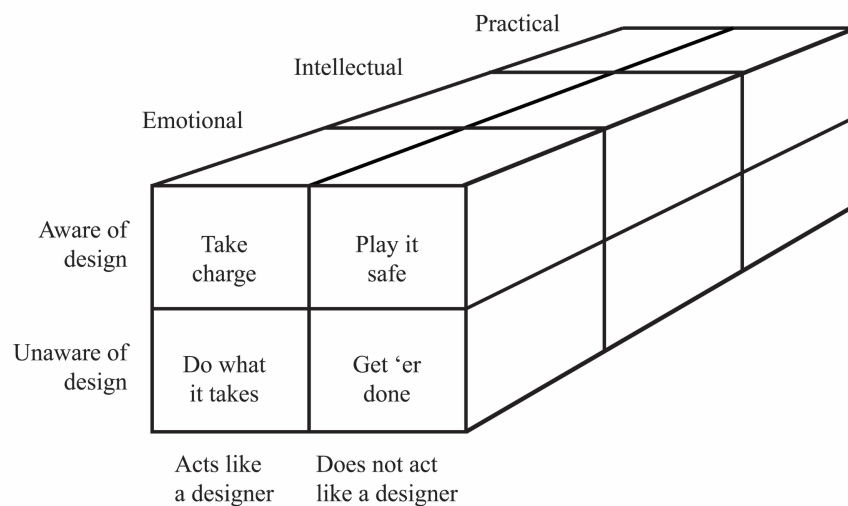 Practical
Intellectual
Emotional
Aware of
design
Take
charge
Play it
safe
Unaware of
design
Do what
it takes
Get ‘er
done
Acts like
a designer
Does not act
like a designer